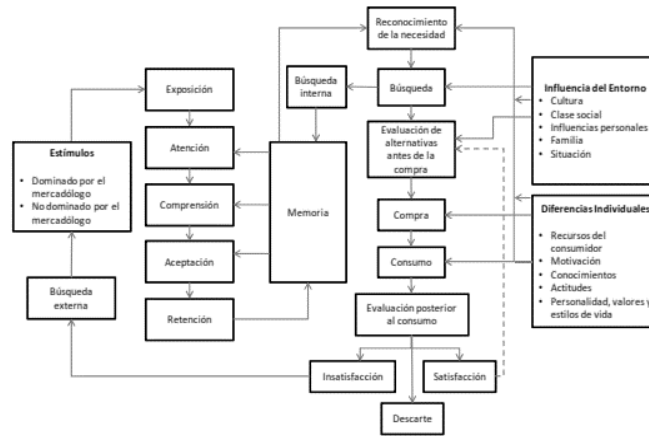 Reconocimiento
de la necesidad
Búsqueda
interna
Búsqueda
Exposición
Influencia del Entorno
• Cultura
• Clase social
• Influencias personales
• Familia
• Situación
Evaluación de
alternativas
antes de la
compra
Estímulos
• Dominado por el
mercadólogo
• No dominado por el
mercadólogo
Atención
Comprensión
Memoria
Compra
Diferencias Individuales
• Recursos del
consumidor
• Motivación
• Conocimientos
• Actitudes
• Personalidad, valores y
estilos de vida
Aceptación
Consumo
Búsqueda
externa
Retención
Evaluación posterior
al consumo
Insatisfacción
Satisfacción
Descarte